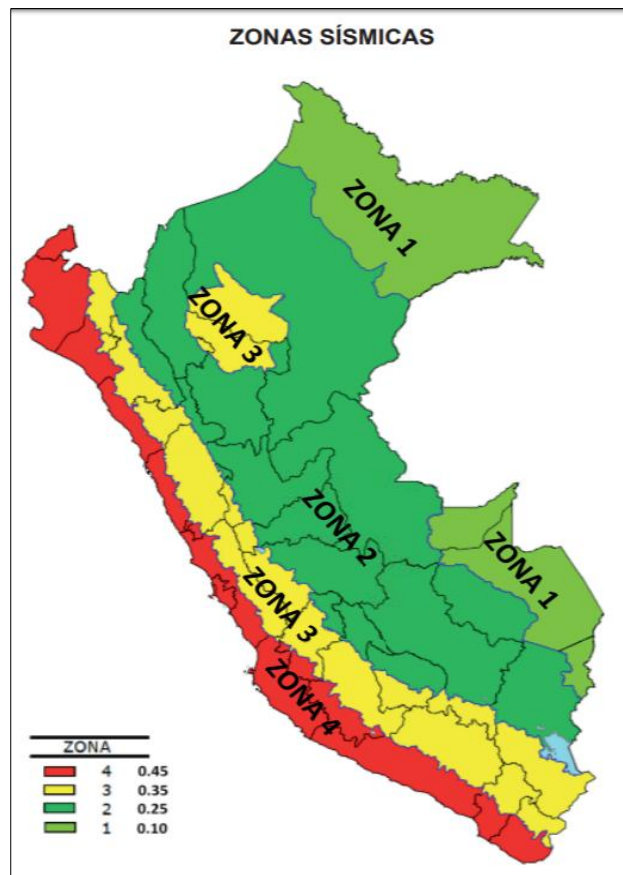 ZONAS SÍSMICAS
ZONA 1
ZONA 3
ZONA 2
ZONA 1
ZONA 3
ZONA 4
ZONA
4 0.45
3 0.35
2 0.25
1 0.10